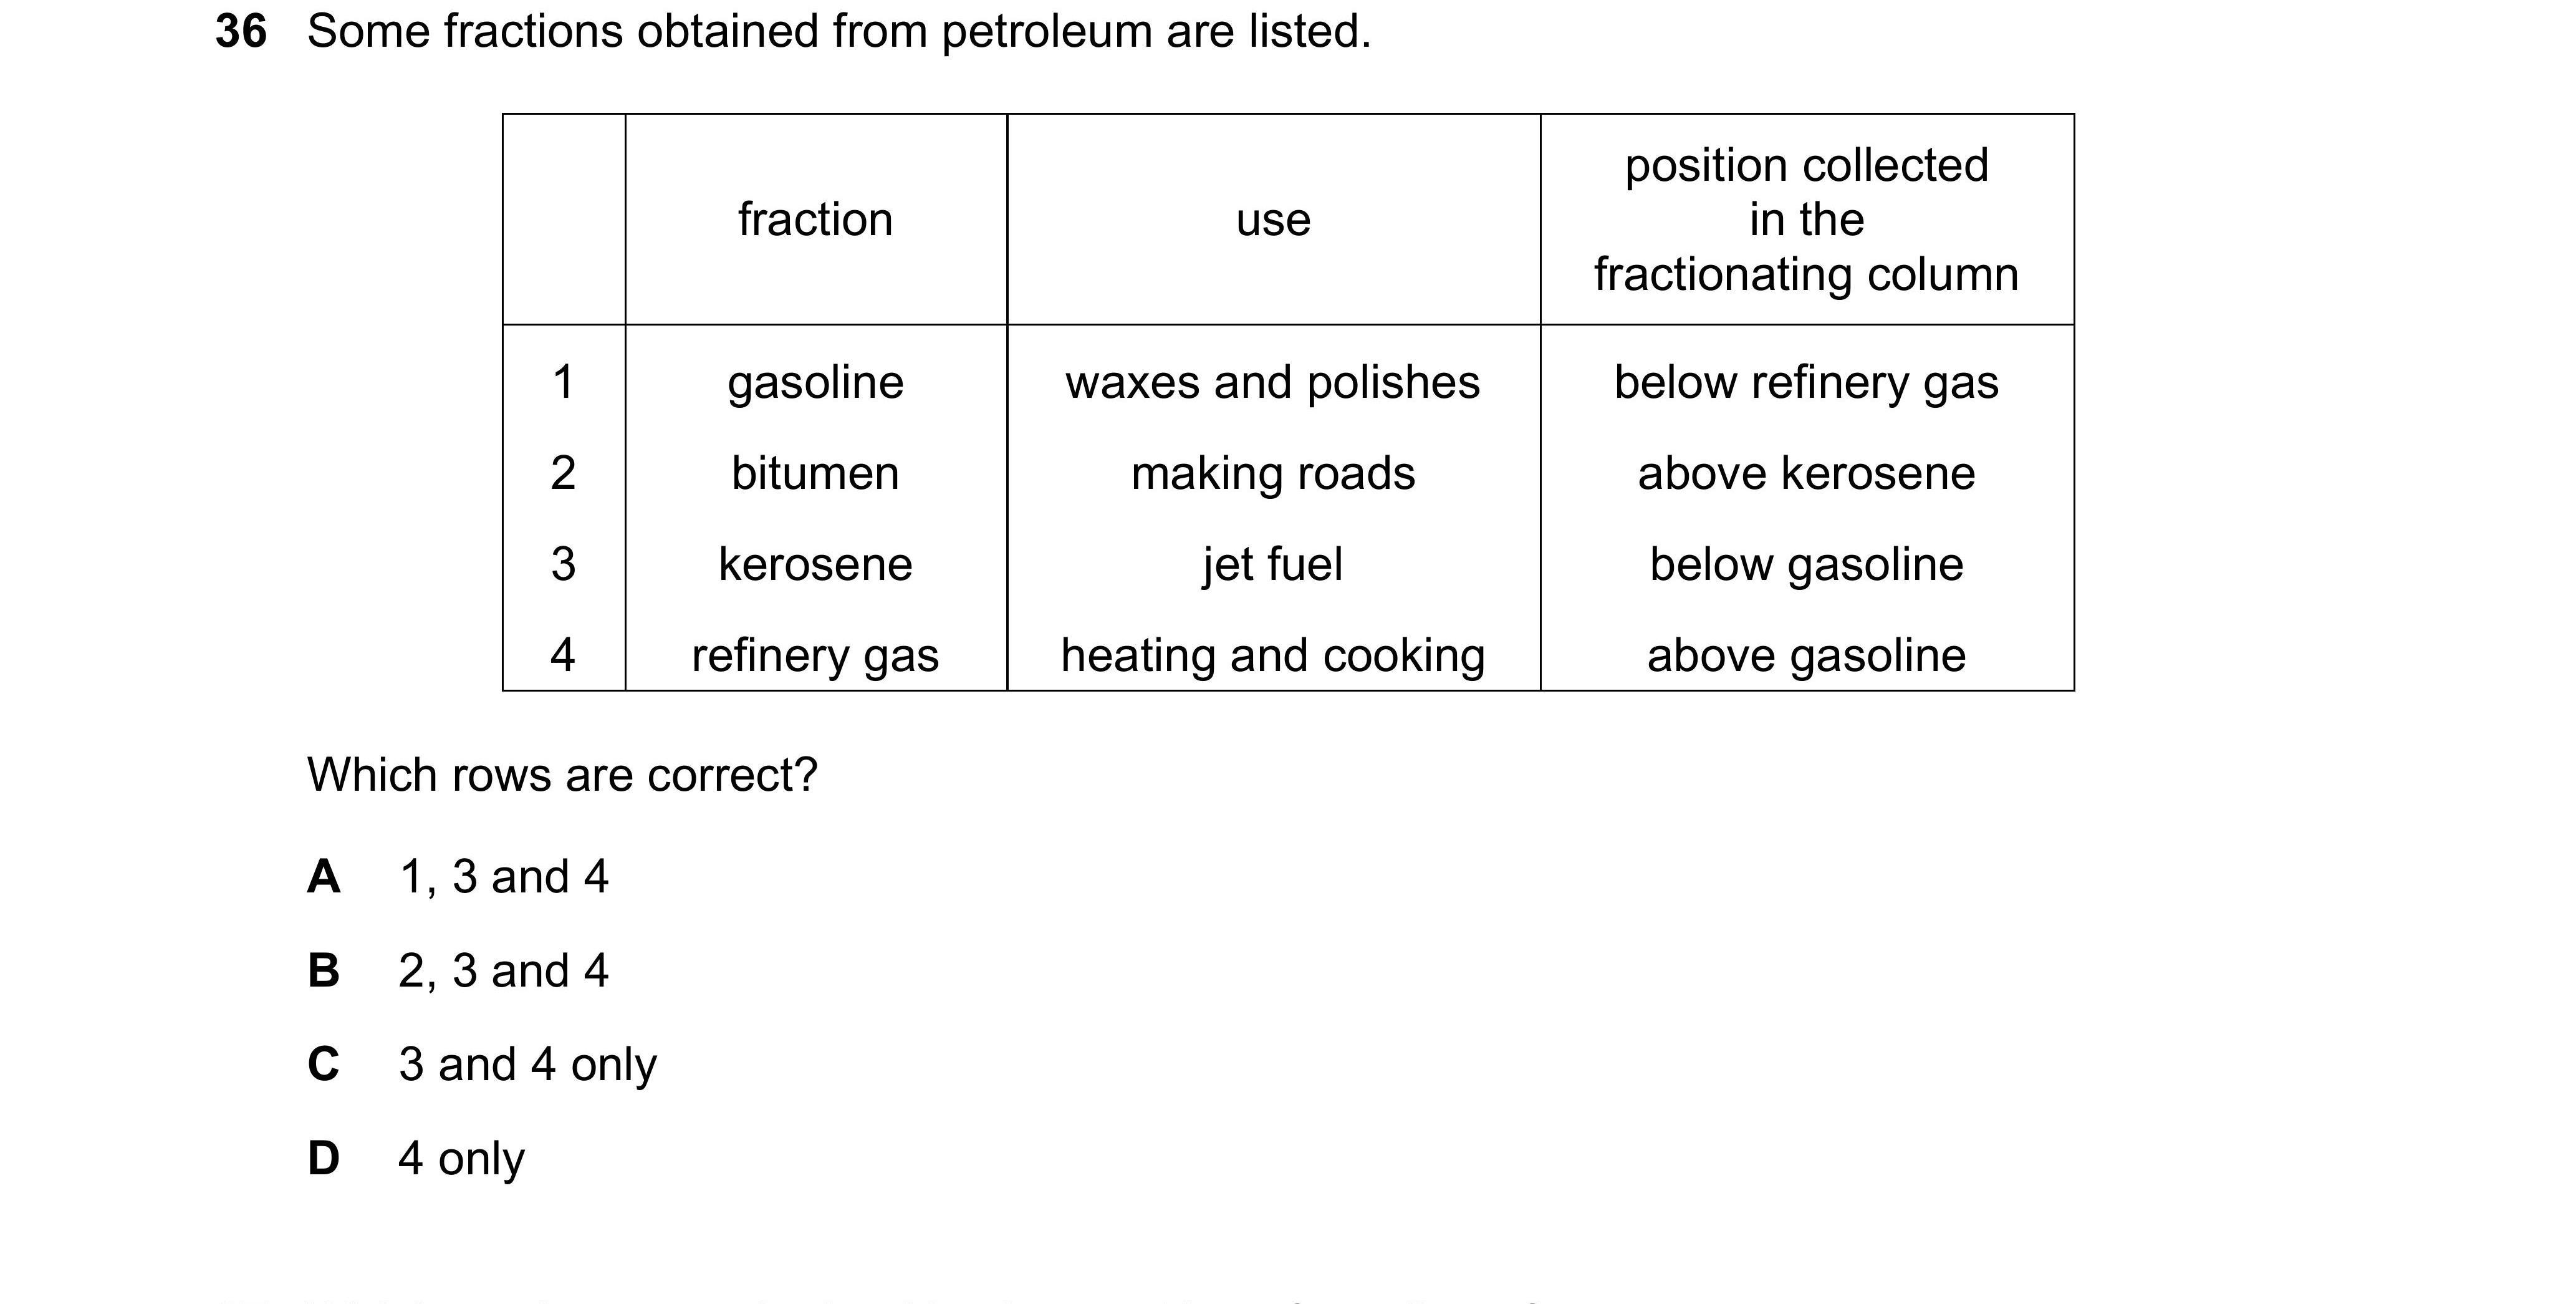 36 Some fractions obtained from petroleum are listed.
fraction use position collected in the fractionating column
1 gasoline waxes and polishes below refinery gas
2 bitumen making roads above kerosene
3 kerosene jet fuel below gasoline
4 refinery gas heating and cooking above gasoline
Which rows are correct?
A 1, 3 and 4
B 2, 3 and 4
C 3 and 4 only
D 4 only